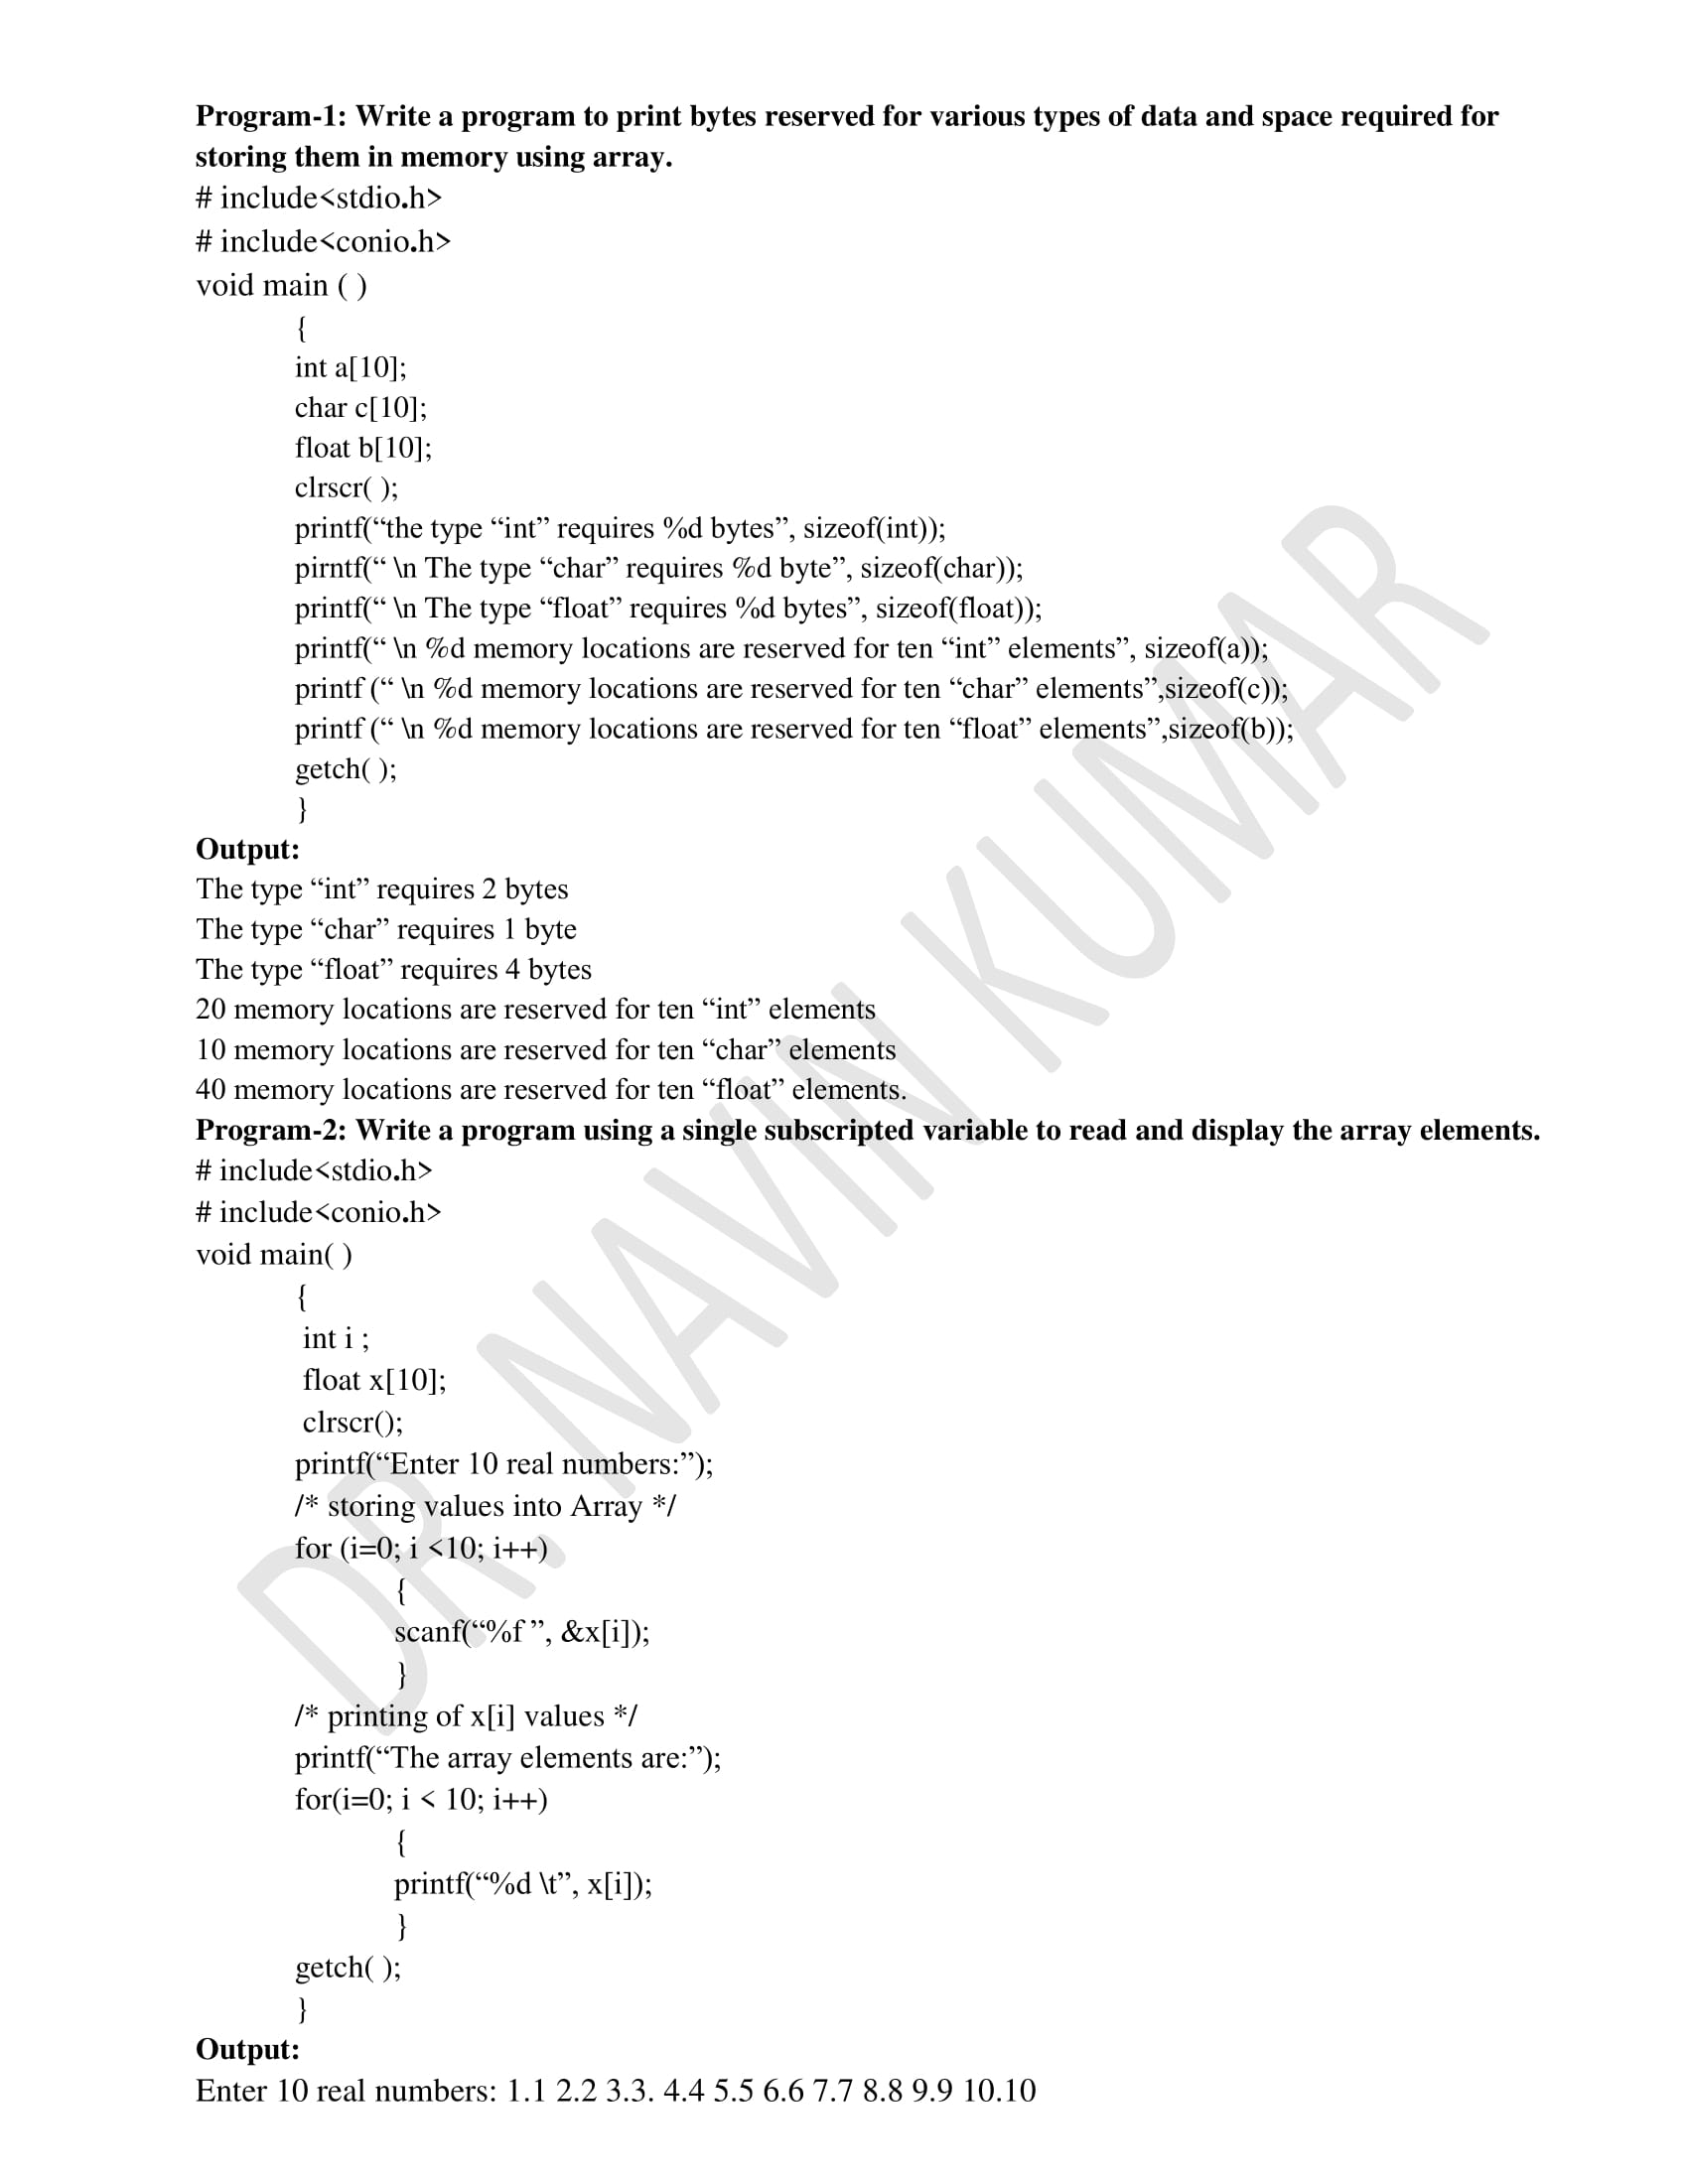 Program-1: Write a program to print bytes reserved for various types of data and space required for
storing them in memory using array.
# include<stdio.h>
# include<conio.h>
void main ( )
{
int a[10];
char c[10];
float b[10];
clrscr( );
printf(“the type “int” requires %d bytes”, sizeof(int));
pirntf(“ \n The type “char” requires %d byte”, sizeof(char));
printf(“ \n The type “float” requires %d bytes”, sizeof(float));
printf(“ \n %d memory locations are reserved for ten “int” elements”, sizeof(a));
printf (“ \n %d memory locations are reserved for ten “char” elements”,sizeof(c));
printf (“ \n %d memory locations are reserved for ten “float” elements”,sizeof(b));
getch( );
}
Output:
The type “int” requires 2 bytes
The type “char” requires 1 byte
The type “float” requires 4 bytes
20 memory locations are reserved for ten “int” elements
10 memory locations are reserved for ten “char” elements
40 memory locations are reserved for ten “float” elements.
Program-2: Write a program using a single subscripted variable to read and display the array elements.
# include<stdio.h>
# include<conio.h>
void main( )
{
int i ;
float x[10];
clrscr();
printf(“Enter 10 real numbers:”);
/* storing values into Array */
for (i=0; i <10; i++)
{
scanf(“%f ”, &x[i]);
}
/* printing of x[i] values */
printf(“The array elements are:”);
for(i=0; i < 10; i++)
{
printf(“%d \t”, x[i]);
}
getch( );
}
Output:
Enter 10 real numbers: 1.1 2.2 3.3. 4.4 5.5 6.6 7.7 8.8 9.9 10.10
DR. NAVIN KUMAR